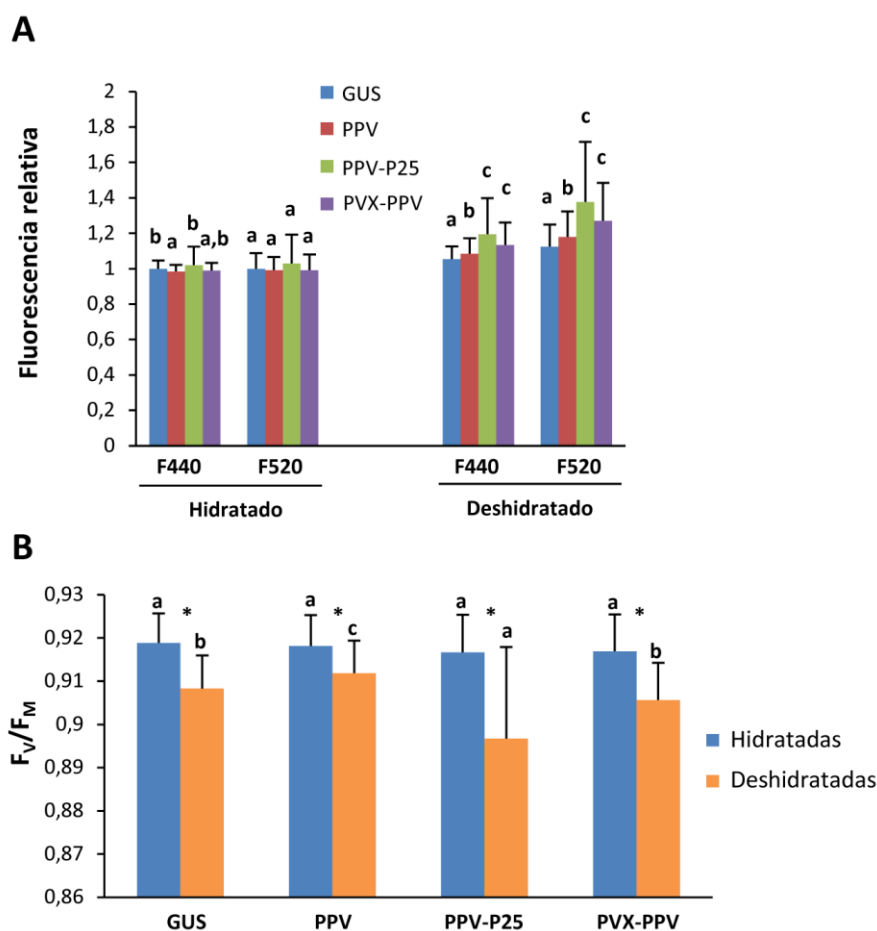 A
Fluorescencia relativa
2
1,8
1,6
1,4
1,2
1
0,8
0,6
0,4
0,2
0
GUS
PPV
PPV-P25
PVX-PPV
b a b a,b a a a a a b c c a b c c
F440 F520 F440 F520
Hidratado Deshidratado
B
F_V/F_M
0,93
0,92
0,91
0,9
0,89
0,88
0,87
0,86
a * b a * c a * a a * b
Hidratadas
Deshidratadas
GUS PPV PPV-P25 PVX-PPV